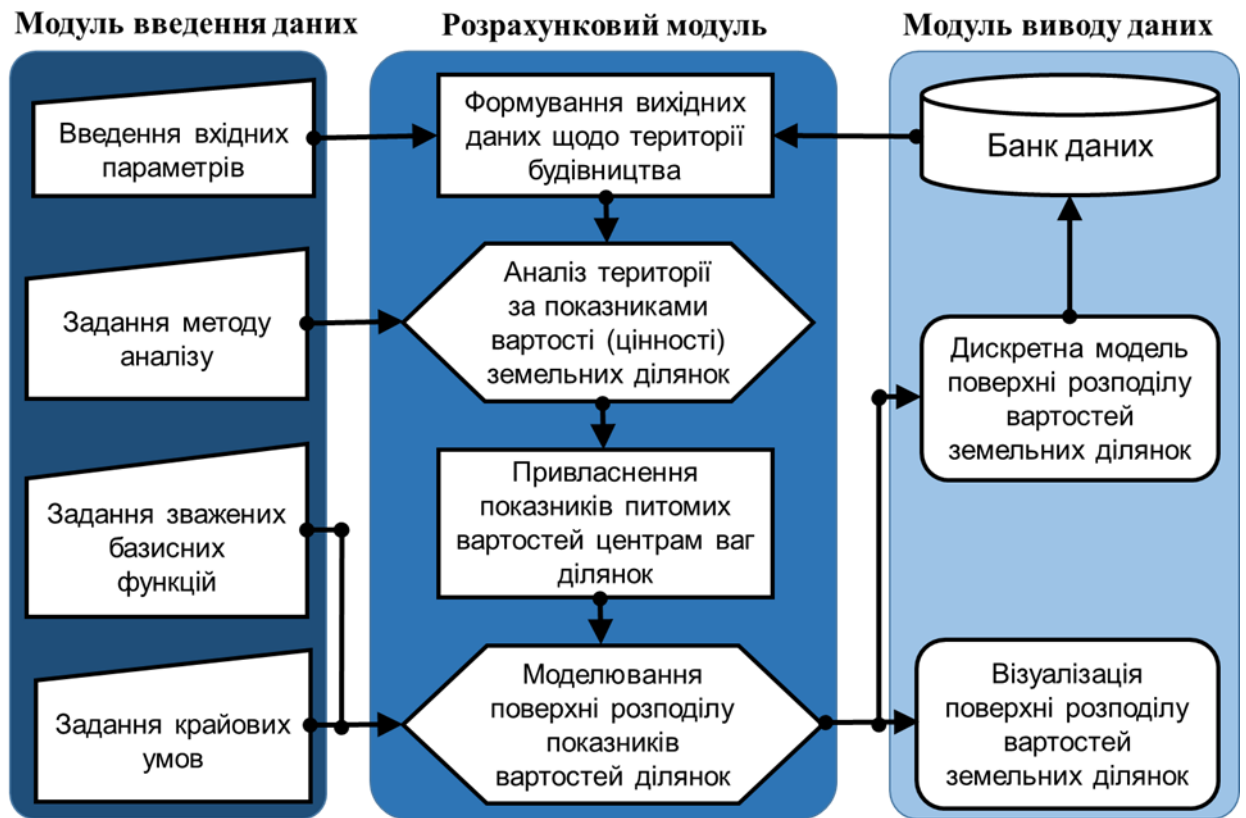 Модуль введення даних
Розрахунковий модуль
Модуль виводу даних
Введення вхідних
параметрів
Задання методу
аналізу
Задання зважених
базисних
функцій
Задання крайових
умов
Формування вихідних
даних щодо території
будівництва
Аналіз території
за показниками
вартості (цінності)
земельних ділянок
Привласнення
показників питомих
вартостей центрам ваг
ділянок
Моделювання
поверхні розподілу
показників
вартостей ділянок
Банк даних
Дискретна модель
поверхні розподілу
вартостей
земельних ділянок
Візуалізація
поверхні розподілу
вартостей
земельних ділянок